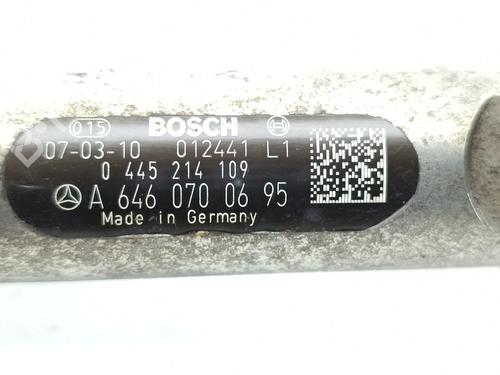 015 BOSCH
07-03-10 012441 L1
0 445 214 109
A 646 070 06 95
Made in Germany